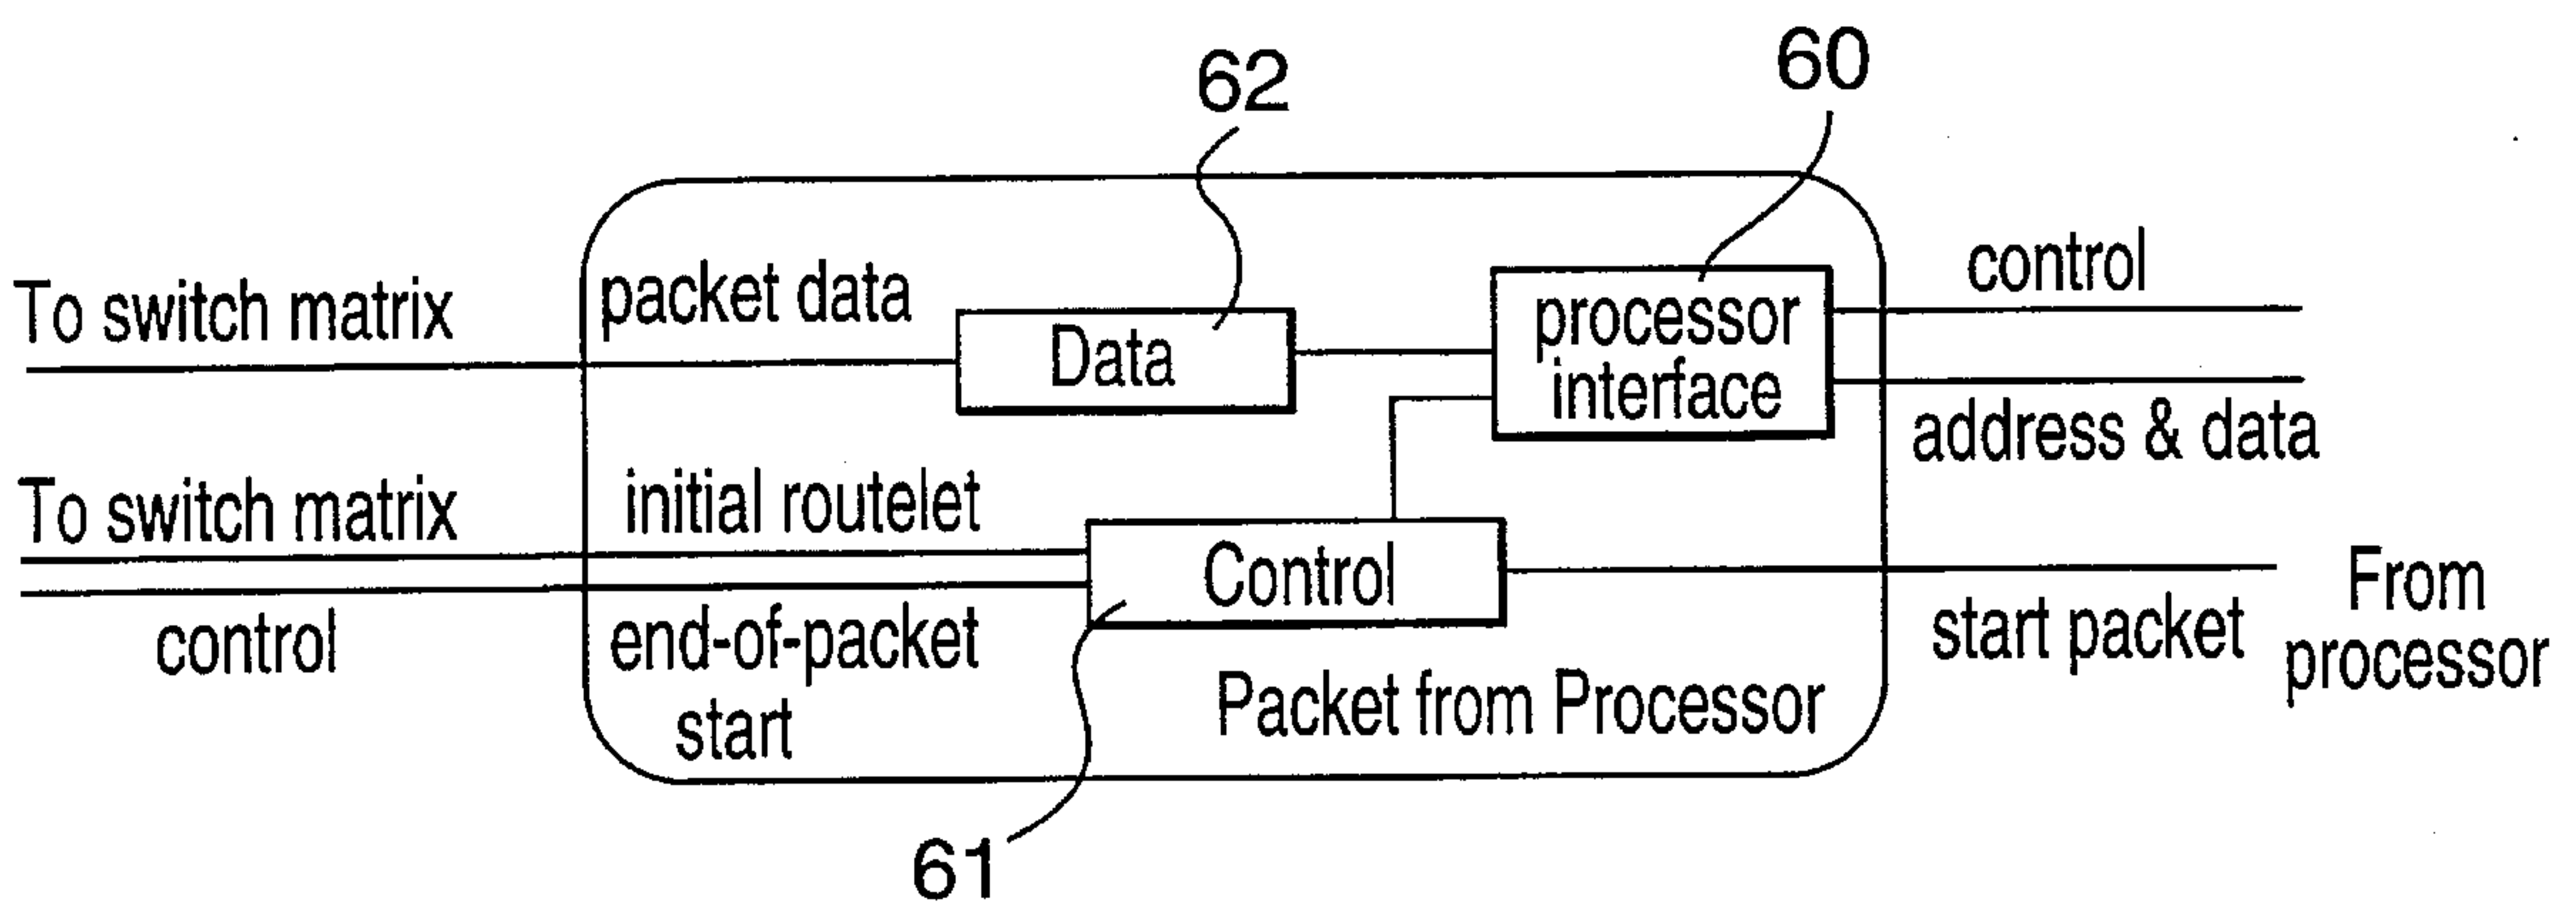 62
60
To switch matrix
packet data
Data
processor
interface
control
address & data
To switch matrix
initial routelet
control
end-of-packet
start
Control
start packet
From
processor
Packet from Processor
61